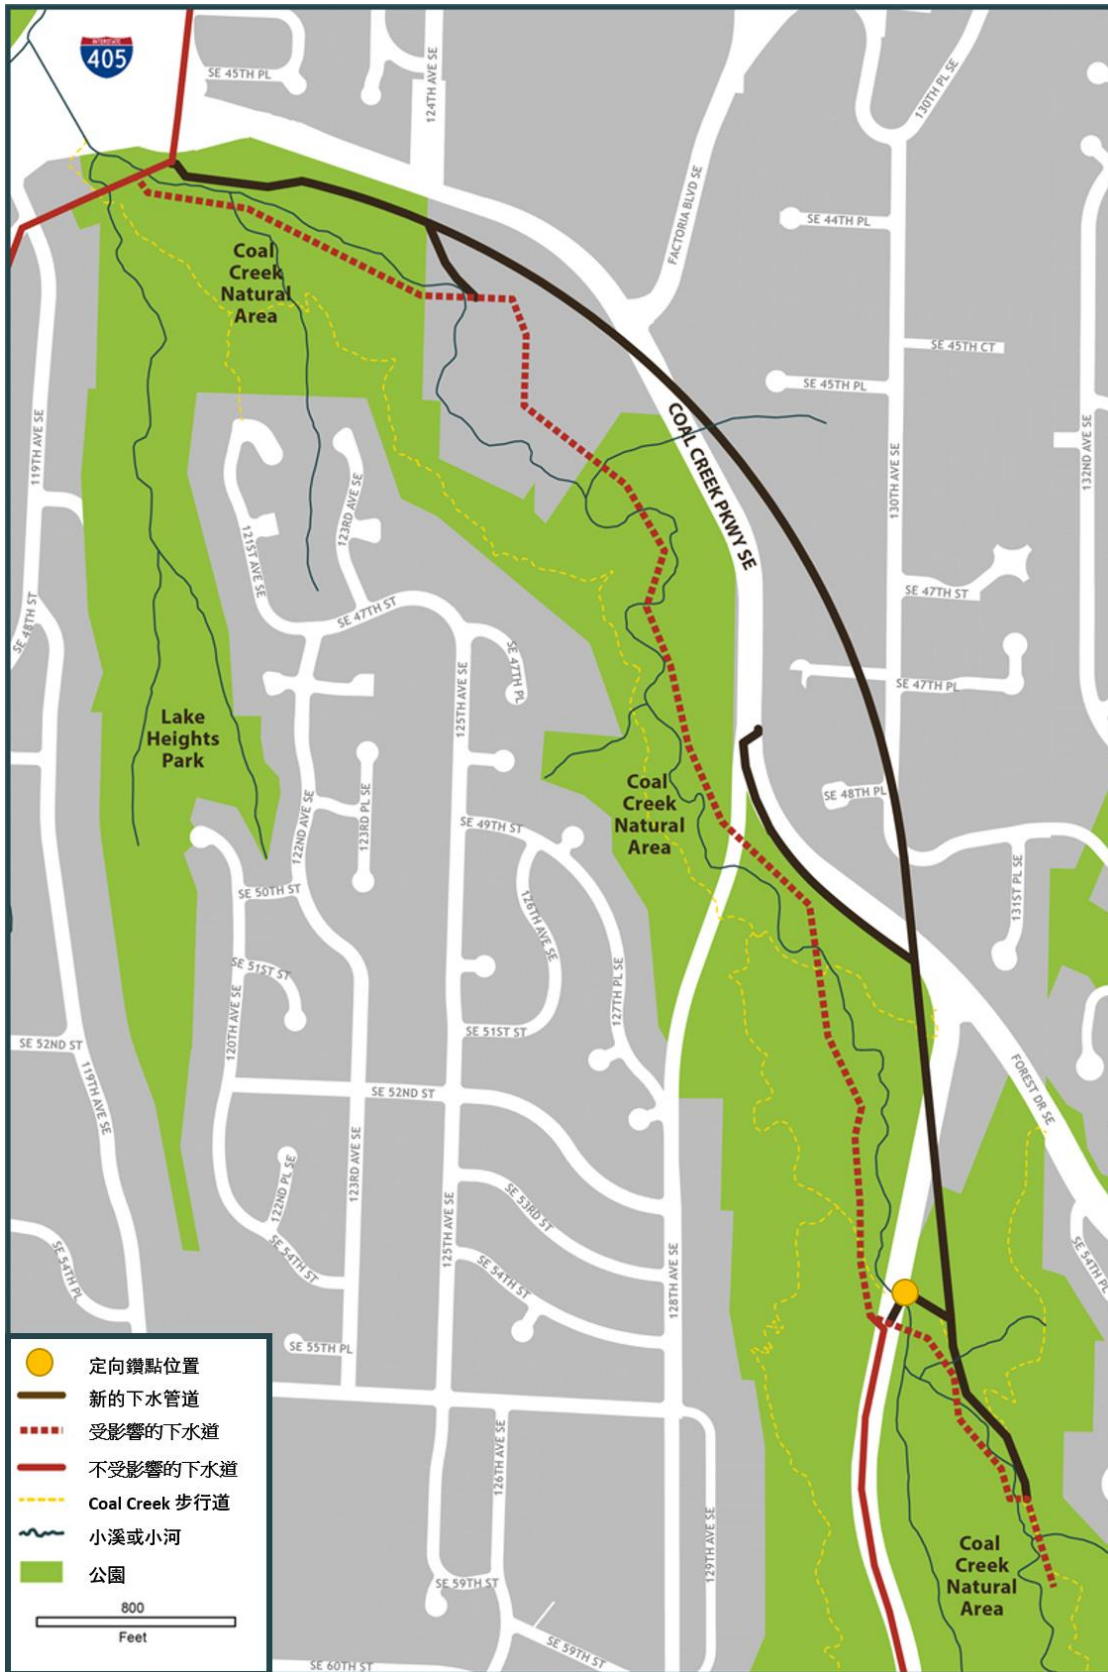 INTERSTATE
405
SE 45TH PL
124TH AVE SE
130TH PL SE
FACTORIA BLVD SE
SE 44TH PL
Coal
Creek
Natural
Area
SE 45TH CT
SE 45TH PL
119TH AVE SE
COAL CREEK PKWY SE
130TH AVE SE
132ND AVE SE
121ST AVE SE
123RD AVE SE
SE 47TH ST
SE 48TH ST
SE 47TH ST
SE 47TH PL
125TH AVE SE
SE 47TH PL
Lake
Heights
Park
Coal
Creek
Natural
Area
SE 48TH PL
122ND AVE SE
123RD PL SE
SE 49TH ST
131ST PL SE
SE 50TH ST
126TH AVE SE
SE 51ST ST
127TH PL SE
120TH AVE SE
SE 51ST ST
SE 52ND ST
119TH AVE SE
SE 52ND ST
FOREST DR SE
123RD AVE SE
122ND PL SE
SE 53RD ST
125TH AVE SE
SE 54TH ST
SE 54TH ST
128TH AVE SE
SE 54TH PL
SE 54TH PL
SE 55TH PL
126TH AVE SE
129TH AVE SE
Coal
Creek
Natural
Area
SE 59TH ST
SE 59TH ST
SE 60TH ST
定向鑽點位置
新的下水管道
受影響的下水道
不受影響的下水道
Coal Creek 步行道
小溪或小河
公園
800
Feet